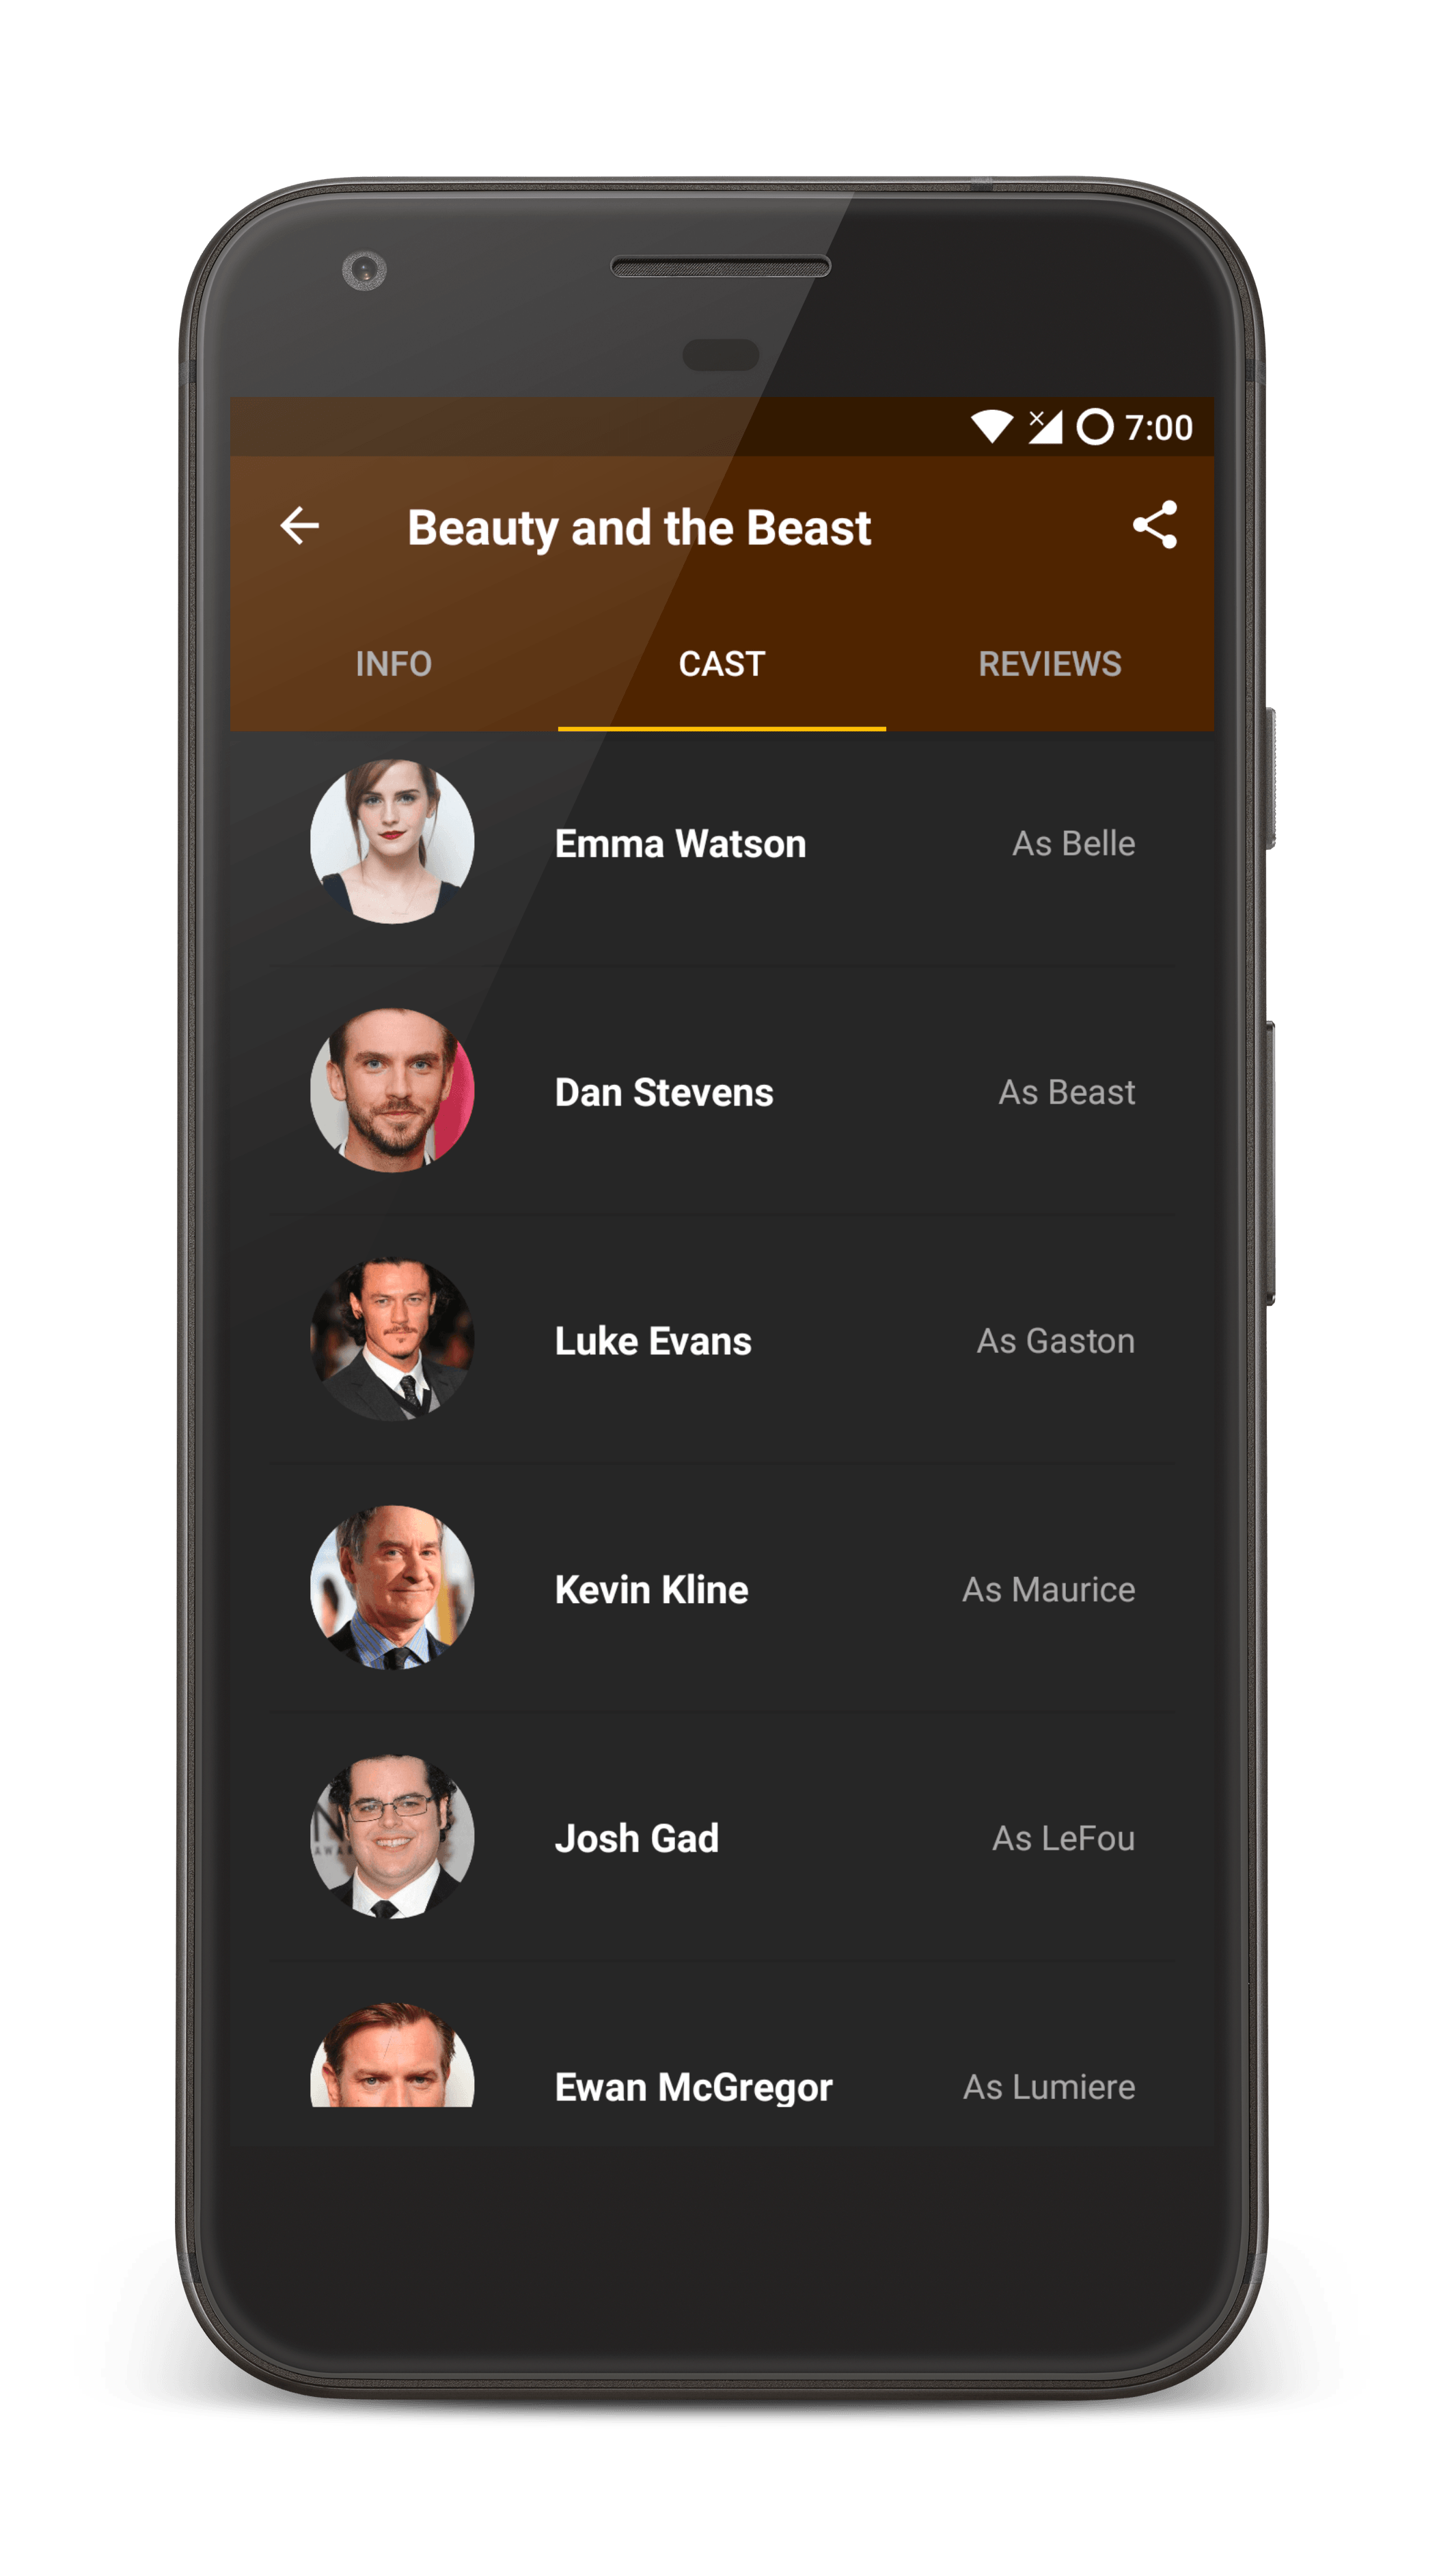 7:00
Beauty and the Beast
INFO CAST REVIEWS
Emma Watson As Belle
Dan Stevens As Beast
Luke Evans As Gaston
Kevin Kline As Maurice
Josh Gad As LeFou
Ewan McGregor As Lumiere